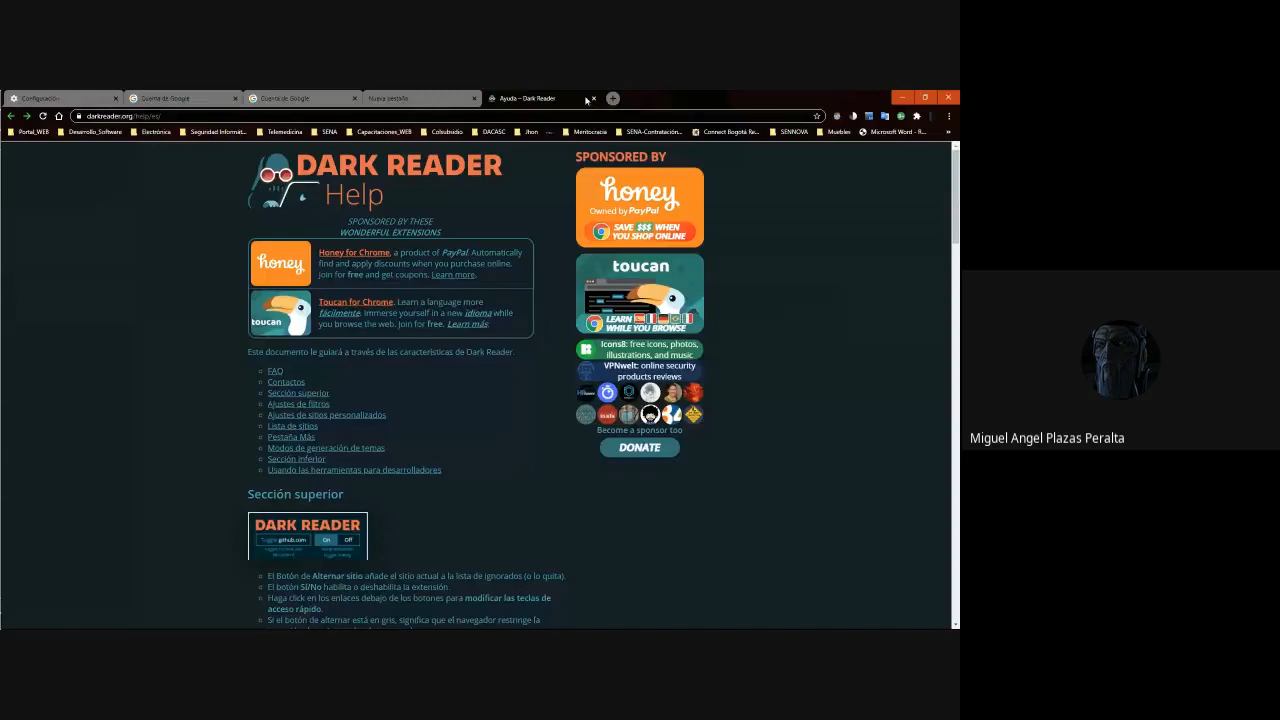 Configuración
Cuenta de Google
Cuenta de Google
Nueva pestaña
Ayuda – Dark Reader
darkreader.org/help/es/
Portal_WEB
Desarrollo_Software
Electrónica
Seguridad Informát...
Telemedicina
SENA
Capacitaciones_WEB
Colsubsidio
DACASC
Jhon
Meritocracia
SENA-Contratación...
Connect Bogotá Re...
SENNOVA
Muebles
Microsoft Word - R...
DARK READER
Help
SPONSORED BY THESE
WONDERFUL EXTENSIONS
honey
Honey for Chrome, a product of PayPal. Automatically
find and apply discounts when you purchase online.
Join for free and get coupons. Learn more.
toucan
Toucan for Chrome. Learn a language more
fácilmente. Immerse yourself in a new idioma while
you browse the web. Join for free. Learn más.
SPONSORED BY
honey
Owned by PayPal
SAVE $$$ WHEN
YOU SHOP ONLINE
toucan
LEARN
WHILE YOU BROWSE
Icons8: free icons, photos,
illustrations, and music
VPNwelt: online security
products reviews
Become a sponsor too
DONATE
Este documento le guiará a través de las características de Dark Reader.
FAQ
Contactos
Sección superior
Ajustes de filtros
Ajustes de sitios personalizados
Lista de sitios
Pestaña Más
Modos de generación de temas
Sección inferior
Usando las herramientas para desarrolladores
Sección superior
DARK READER
Toggle github.com
On
Off
El Botón de Alternar sitio añade el sitio actual a la lista de ignorados (o lo quita).
El botón Sí/No habilita o deshabilita la extensión.
Haga click en los enlaces debajo de los botones para modificar las teclas de
acceso rápido.
Si el botón de alternar está en gris, significa que el navegador restringe la
Miguel Angel Plazas Peralta